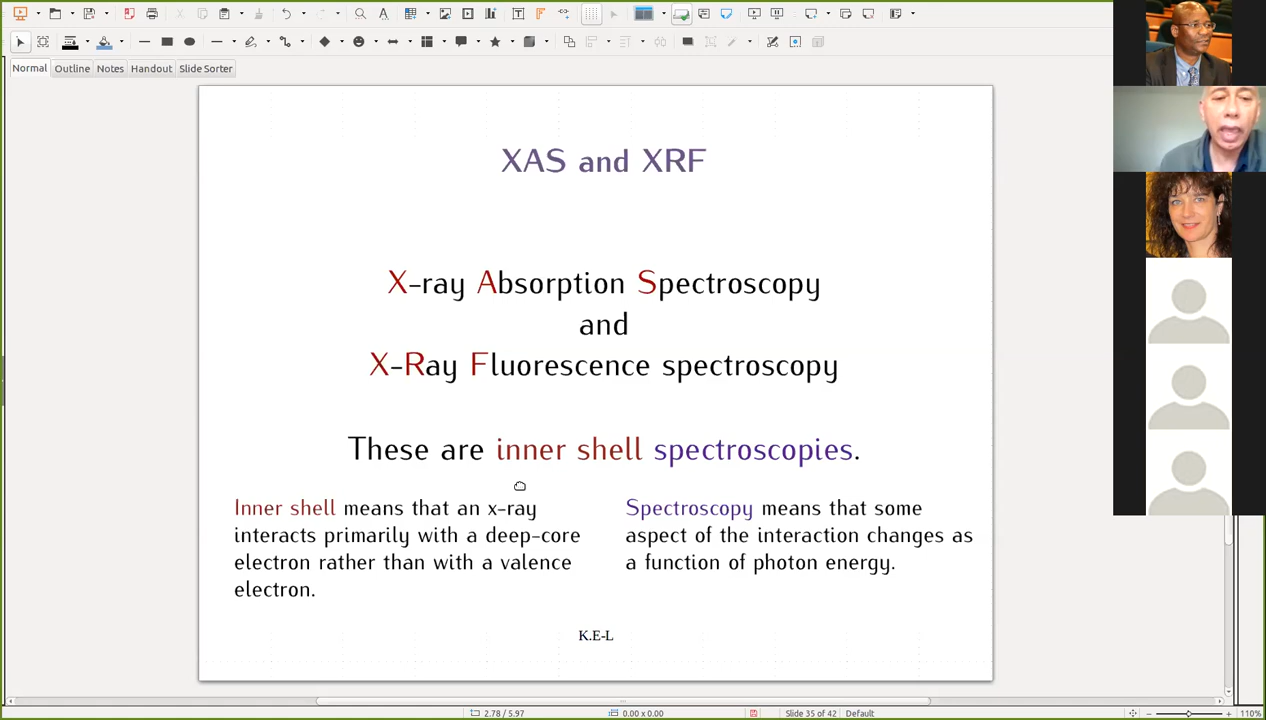 Normal Outline Notes Handout Slide Sorter
XAS and XRF
X-ray Absorption Spectroscopy
and
X-Ray Fluorescence spectroscopy
These are inner shell spectroscopies.
Inner shell means that an x-ray
interacts primarily with a deep-core
electron rather than with a valence
electron.
Spectroscopy means that some
aspect of the interaction changes as
a function of photon energy.
K.E-L
2.78 / 5.97 0.00 x 0.00 Slide 35 of 42 Default 110%